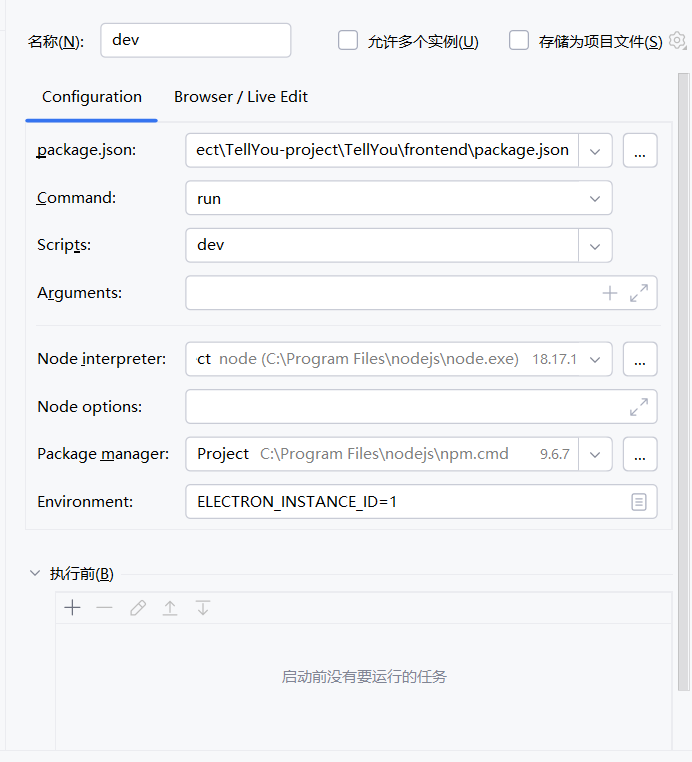 名称(N): dev 允许多个实例(U) 存储为项目文件(S)
Configuration Browser / Live Edit
package.json: ect\TellYou-project\TellYou\frontend\package.json ...
Command: run
Scripts: dev
Arguments:
Node interpreter: ct node (C:\Program Files\nodejs\node.exe) 18.17.1 ...
Node options:
Package manager: Project C:\Program Files\nodejs\npm.cmd 9.6.7 ...
Environment: ELECTRON_INSTANCE_ID=1
执行前(B)
启动前没有要运行的任务